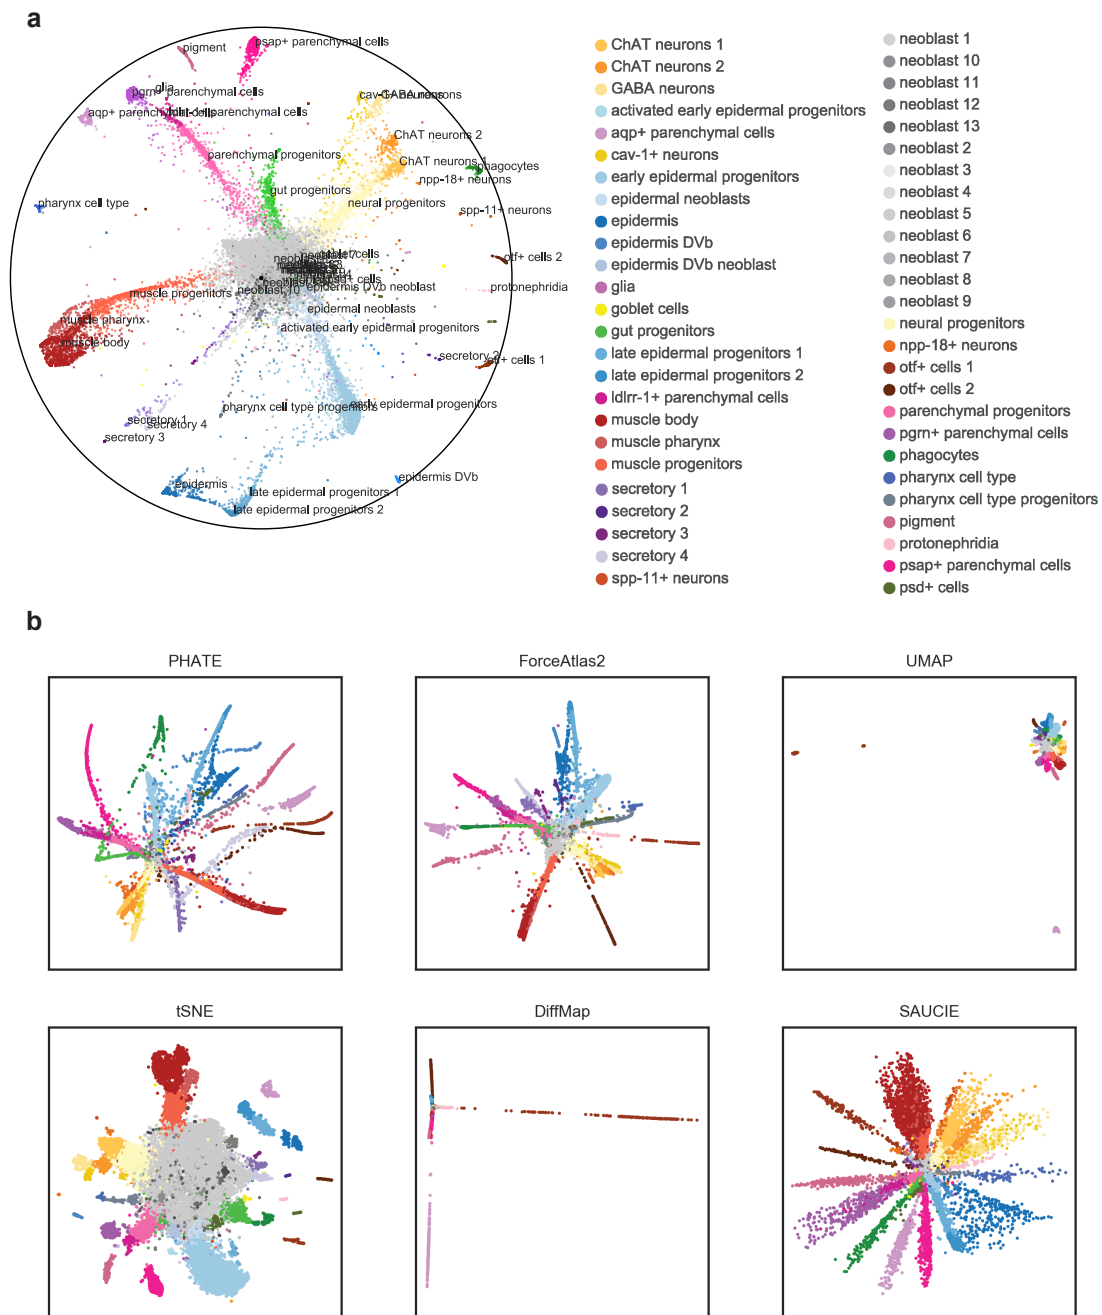 a
psap+ parenchymal cells
pigment
glia
pgrn+ parenchymal cells
aqp+ parenchymal cells
ldlrr-1+ parenchymal cells
cav-1+ neurons
GABA neurons
ChAT neurons 2
parenchymal progenitors
ChAT neurons 1
phagocytes
npp-18+ neurons
gut progenitors
pharynx cell type
neural progenitors
spp-11+ neurons
goblet cells
neoblast 7
otf+ cells 2
psd+ cells
neoblast 10
epidermis DVb neoblast
protonephridia
muscle progenitors
epidermal neoblasts
muscle pharynx
activated early epidermal progenitors
muscle body
secretory 2
otf+ cells 1
pharynx cell type progenitors
early epidermal progenitors
secretory 1
secretory 4
secretory 3
epidermis DVb
epidermis
late epidermal progenitors 1
late epidermal progenitors 2
ChAT neurons 1
ChAT neurons 2
GABA neurons
activated early epidermal progenitors
aqp+ parenchymal cells
cav-1+ neurons
early epidermal progenitors
epidermal neoblasts
epidermis
epidermis DVb
epidermis DVb neoblast
glia
goblet cells
gut progenitors
late epidermal progenitors 1
late epidermal progenitors 2
ldlrr-1+ parenchymal cells
muscle body
muscle pharynx
muscle progenitors
secretory 1
secretory 2
secretory 3
secretory 4
spp-11+ neurons
neoblast 1
neoblast 10
neoblast 11
neoblast 12
neoblast 13
neoblast 2
neoblast 3
neoblast 4
neoblast 5
neoblast 6
neoblast 7
neoblast 8
neoblast 9
neural progenitors
npp-18+ neurons
otf+ cells 1
otf+ cells 2
parenchymal progenitors
pgrn+ parenchymal cells
phagocytes
pharynx cell type
pharynx cell type progenitors
pigment
protonephridia
psap+ parenchymal cells
psd+ cells
b
PHATE
ForceAtlas2
UMAP
tSNE
DiffMap
SAUCIE